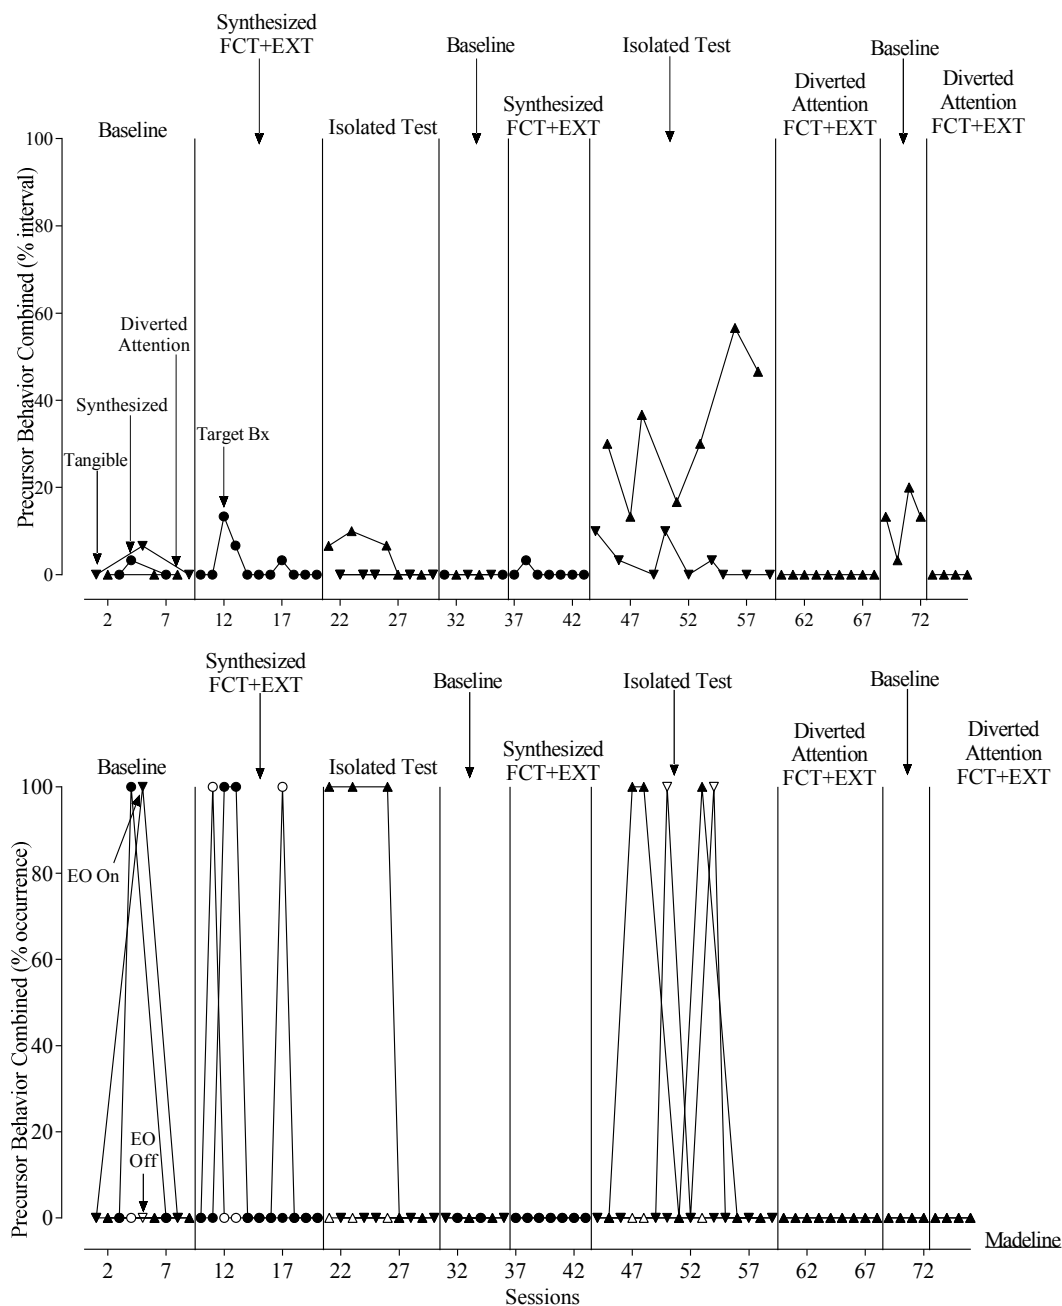 Synthesized
FCT+EXT
Baseline
Isolated Test
Baseline
Synthesized
FCT+EXT
Diverted
Attention
FCT+EXT
Diverted
Attention
FCT+EXT
Baseline
Isolated Test
100
80
60
40
20
0
Precursor Behavior Combined (% interval)
Diverted
Attention
Synthesized
Tangible
Target Bx
2 7 12 17 22 27 32 37 42 47 52 57 62 67 72
Synthesized
FCT+EXT
Baseline
Isolated Test
Baseline
Synthesized
FCT+EXT
Diverted
Attention
FCT+EXT
Diverted
Attention
FCT+EXT
Baseline
Isolated Test
100
80
60
40
20
0
Precursor Behavior Combined (% occurrence)
EO On
EO
Off
Madeline
2 7 12 17 22 27 32 37 42 47 52 57 62 67 72
Sessions